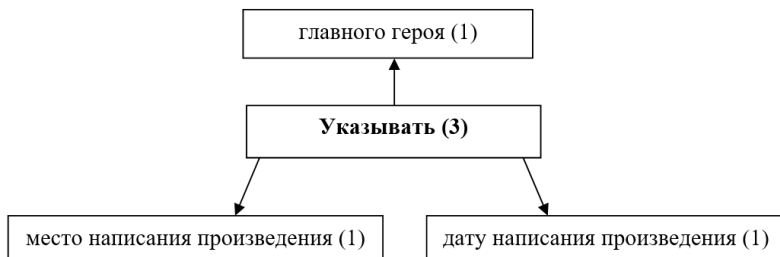 главного героя (1)
Указывать (3)
место написания произведения (1)
дату написания произведения (1)